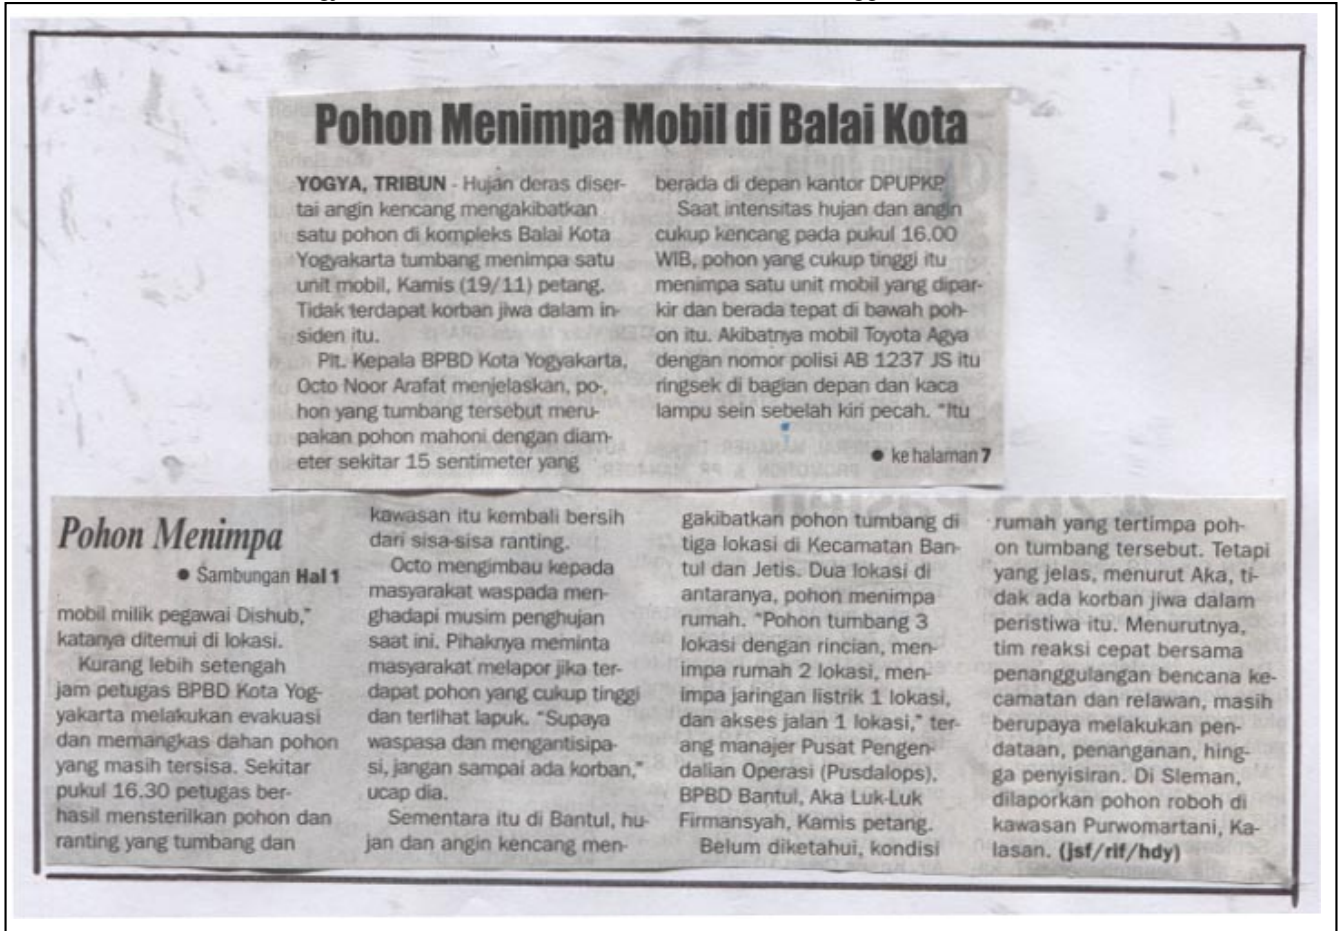 Pohon Menimpa Mobil di Balai Kota
YOGYA, TRIBUN - Hujan deras diser-
tai angin kencang mengakibatkan
satu pohon di kompleks Balai Kota
Yogyakarta tumbang menimpa satu
unit mobil, Kamis (19/11) petang.
Tidak terdapat korban jiwa dalam in-
siden itu.
Plt. Kepala BPBD Kota Yogyakarta,
Octo Noor Arafat menjelaskan, po-
hon yang tumbang tersebut meru-
pakan pohon mahoni dengan diam-
eter sekitar 15 sentimeter yang
berada di depan kantor DPUPKP.
Saat intensitas hujan dan angin
cukup kencang pada pukul 16.00
WIB, pohon yang cukup tinggi itu
menimpa satu unit mobil yang dipar-
kir dan berada tepat di bawah poh-
on itu. Akibatnya mobil Toyota Agya
dengan nomor polisi AB 1237 JS itu
ringsek di bagian depan dan kaca
lampu sein sebelah kiri pecah. "Itu
● ke halaman 7
Pohon Menimpa
● Sambungan Hal 1
mobil milik pegawai Dishub,"
katanya ditemui di lokasi.
Kurang lebih setengah
jam petugas BPBD Kota Yog-
yakarta melakukan evakuasi
dan memangkas dahan pohon
yang masih tersisa. Sekitar
pukul 16.30 petugas ber-
hasil mensterilkan pohon dan
ranting yang tumbang dan
kawasan itu kembali bersih
dari sisa-sisa ranting.
Octo mengimbau kepada
masyarakat waspada men-
ghadapi musim penghujan
saat ini. Pihaknya meminta
masyarakat melapor jika ter-
dapat pohon yang cukup tinggi
dan terlihat lapuk. "Supaya
waspasa dan mengantisipa-
si, jangan sampai ada korban,"
ucap dia.
Sementara itu di Bantul, hu-
jan dan angin kencang men-
gakibatkan pohon tumbang di
tiga lokasi di Kecamatan Ban-
tul dan Jetis. Dua lokasi di
antaranya, pohon menimpa
rumah. "Pohon tumbang 3
lokasi dengan rincian, men-
impa rumah 2 lokasi, men-
impa jaringan listrik 1 lokasi,
dan akses jalan 1 lokasi," ter-
ang manajer Pusat Pengen-
dalian Operasi (Pusdalops),
BPBD Bantul, Aka Luk-Luk
Firmansyah, Kamis petang.
Belum diketahui, kondisi
rumah yang tertimpa poh-
on tumbang tersebut. Tetapi
yang jelas, menurut Aka, ti-
dak ada korban jiwa dalam
peristiwa itu. Menurutnya,
tim reaksi cepat bersama
penanggulangan bencana ke-
camatan dan relawan, masih
berupaya melakukan pen-
dataan, penanganan, hing-
ga penyisiran. Di Sleman,
dilaporkan pohon roboh di
kawasan Purwomartani, Ka-
lasan. (jsf/rif/hdy)